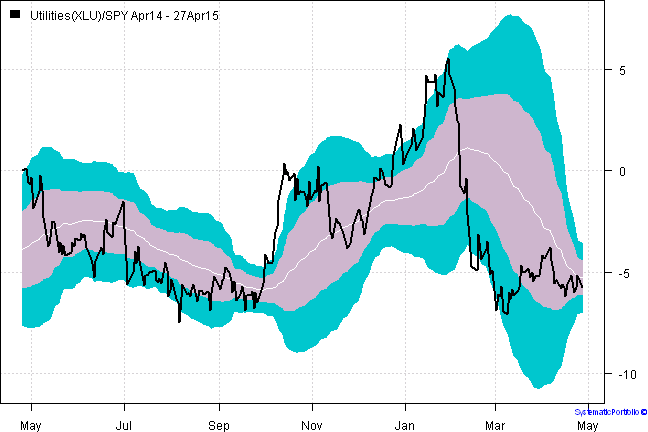 Utilities(XLU)/SPY Apr14 - 27Apr15
5
0
-5
-10
SystematicPortfolio ©
May Jul Sep Nov Jan Mar May